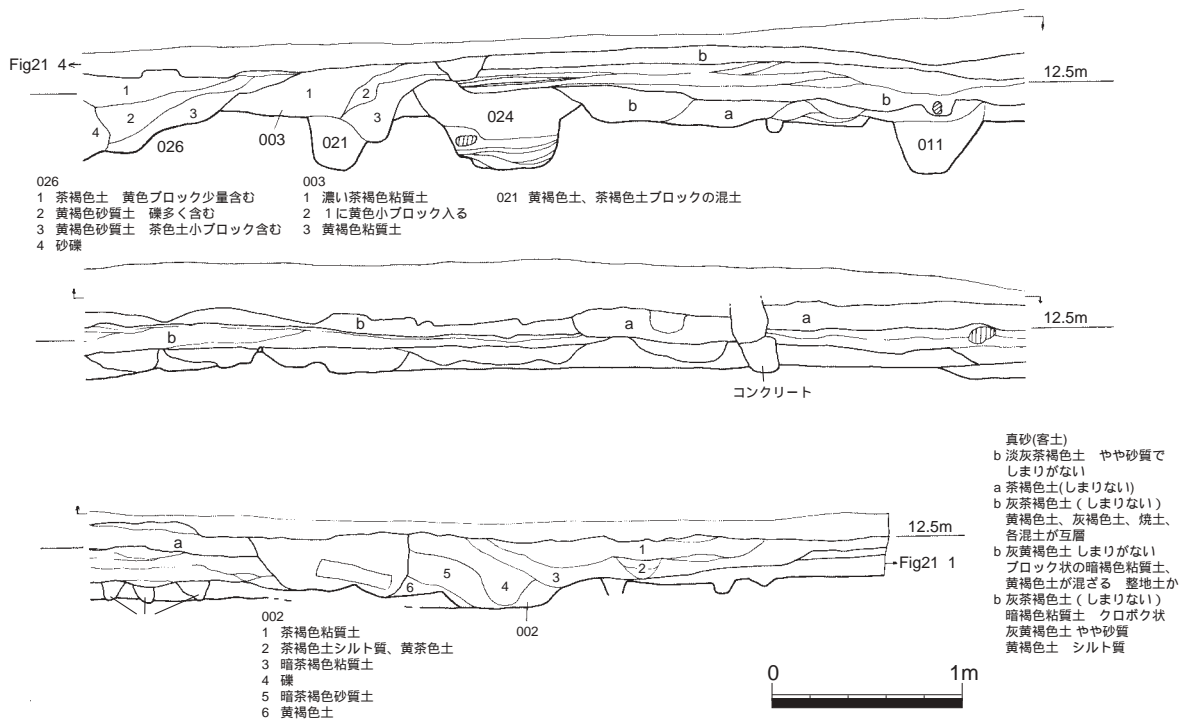 Fig21 4
b
12.5m
1
2
3
4
026
1
2
3
003
021
024
b
a
b
a
011
026
1 茶褐色土 黄色ブロック少量含む
2 黄褐色砂質土 礫多く含む
3 黄褐色砂質土 茶色土小ブロック含む
4 砂礫
003
1 濃い茶褐色粘質土
2 1に黄色小ブロック入る
3 黄褐色粘質土
021 黄褐色土、茶褐色土ブロックの混土
b
b
a
a
12.5m
コンクリート
a
12.5m
1
2
3
4
5
6
Fig21 1
002
002
1 茶褐色粘質土
2 茶褐色土シルト質、黄茶色土
3 暗茶褐色粘質土
4 礫
5 暗茶褐色砂質土
6 黄褐色土
真砂(客土)
b 淡灰茶褐色土 やや砂質で
しまりがない
a 茶褐色土(しまりない)
b 灰茶褐色土(しまりない)
黄褐色土、灰褐色土、焼土、
各混土が互層
b 灰黄褐色土 しまりがない
ブロック状の暗褐色粘質土、
黄褐色土が混ざる 整地土か
b 灰茶褐色土(しまりない)
暗褐色粘質土 クロボク状
灰黄褐色土 やや砂質
黄褐色土 シルト質
0 1m